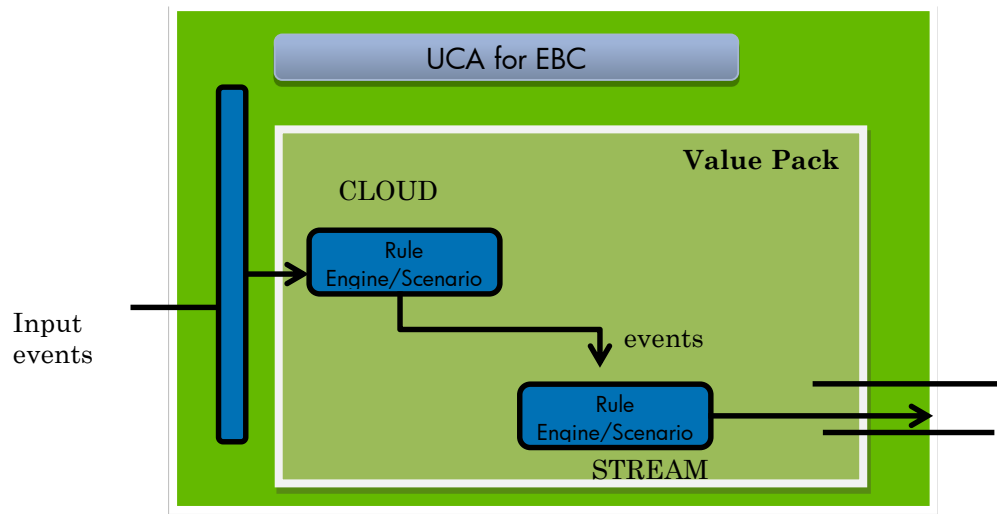 UCA for EBC
Value Pack
CLOUD
Rule
Engine/Scenario
Input
events
events
Rule
Engine/Scenario
STREAM